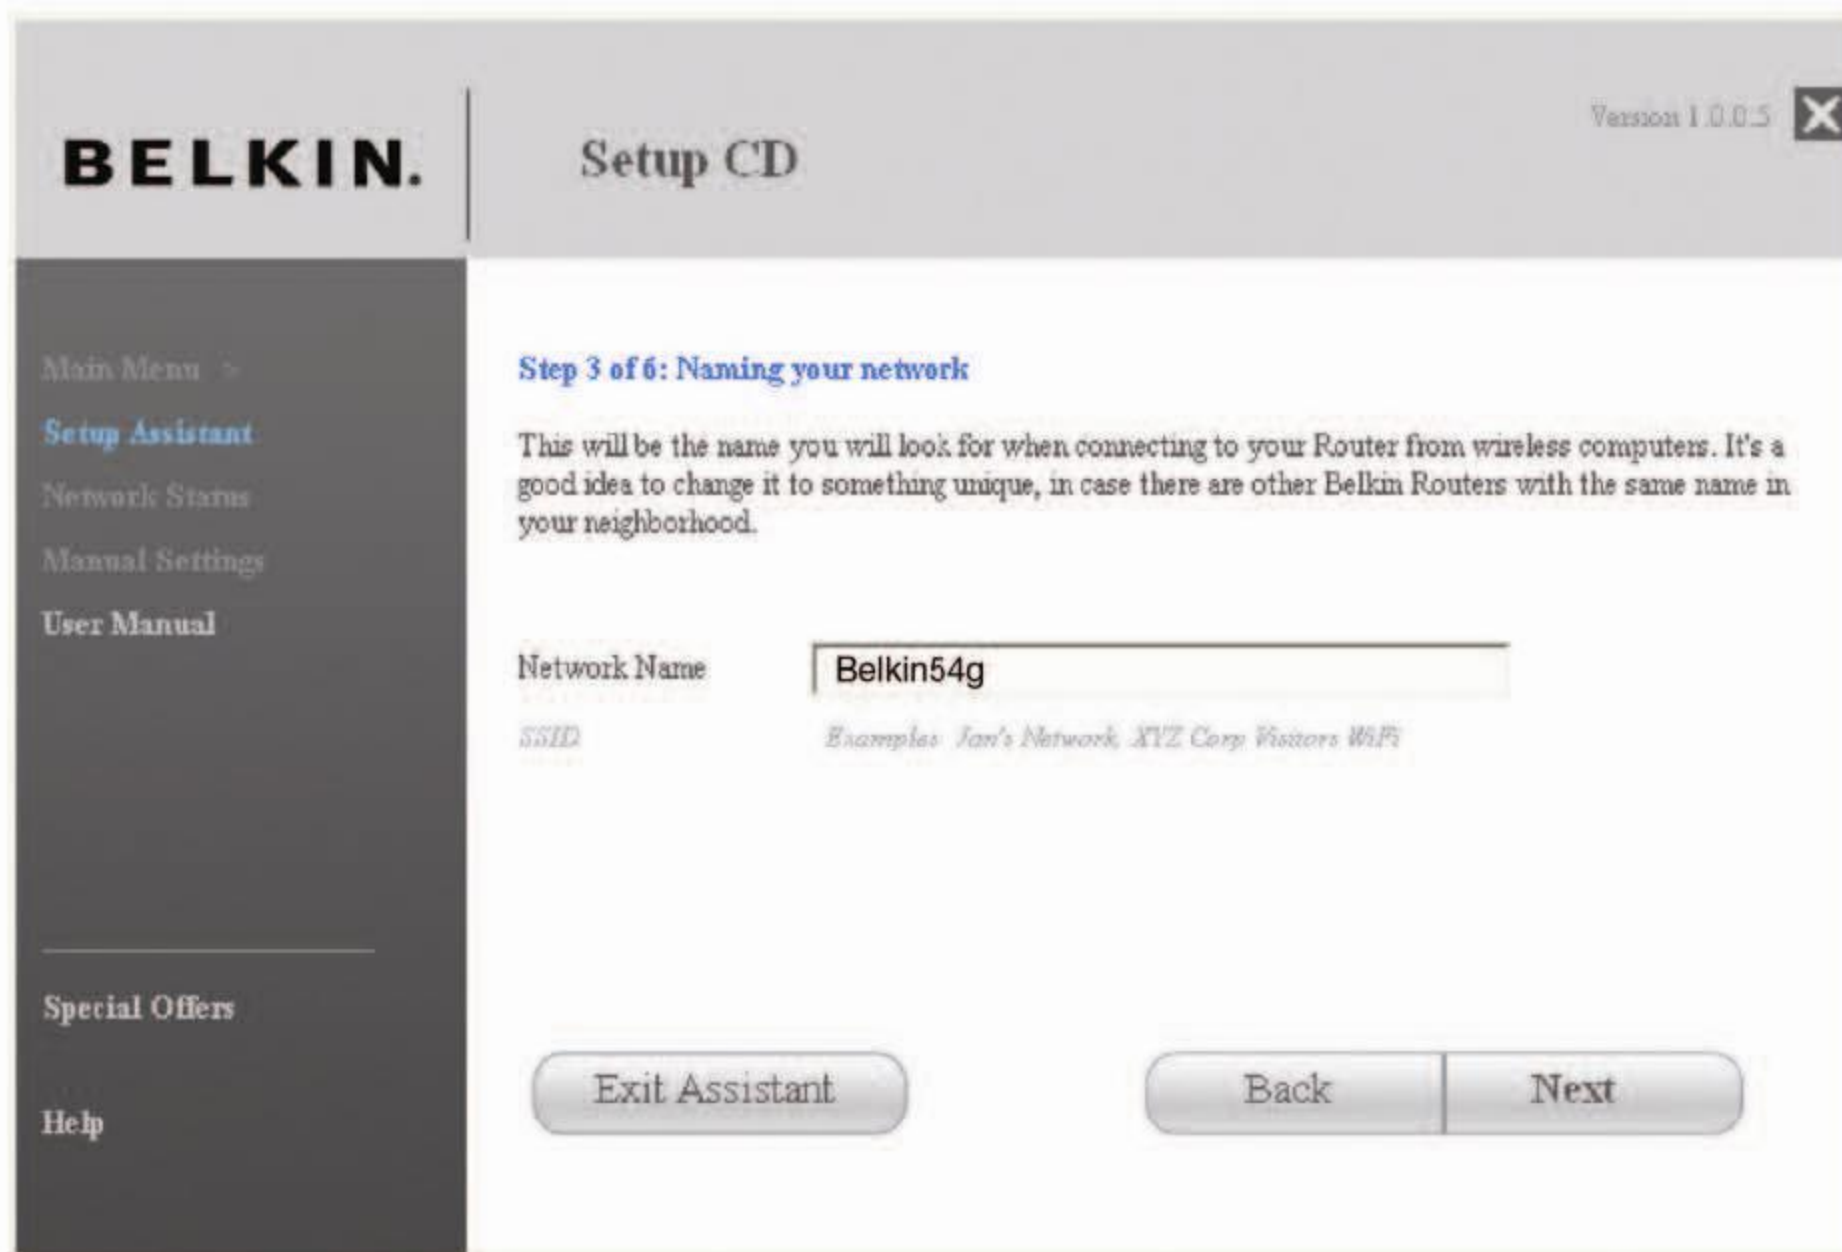 BELKIN.
Setup CD
Version 1.0.0.5
Main Menu >
Setup Assistant
Network Status
Manual Settings
User Manual
Special Offers
Help
Step 3 of 6: Naming your network
This will be the name you will look for when connecting to your Router from wireless computers. It's a
good idea to change it to something unique, in case there are other Belkin Routers with the same name in
your neighborhood.
Network Name
Belkin54g
SSID
Examples Jan's Network, XYZ Corp Visitors WiFi
Exit Assistant
Back
Next